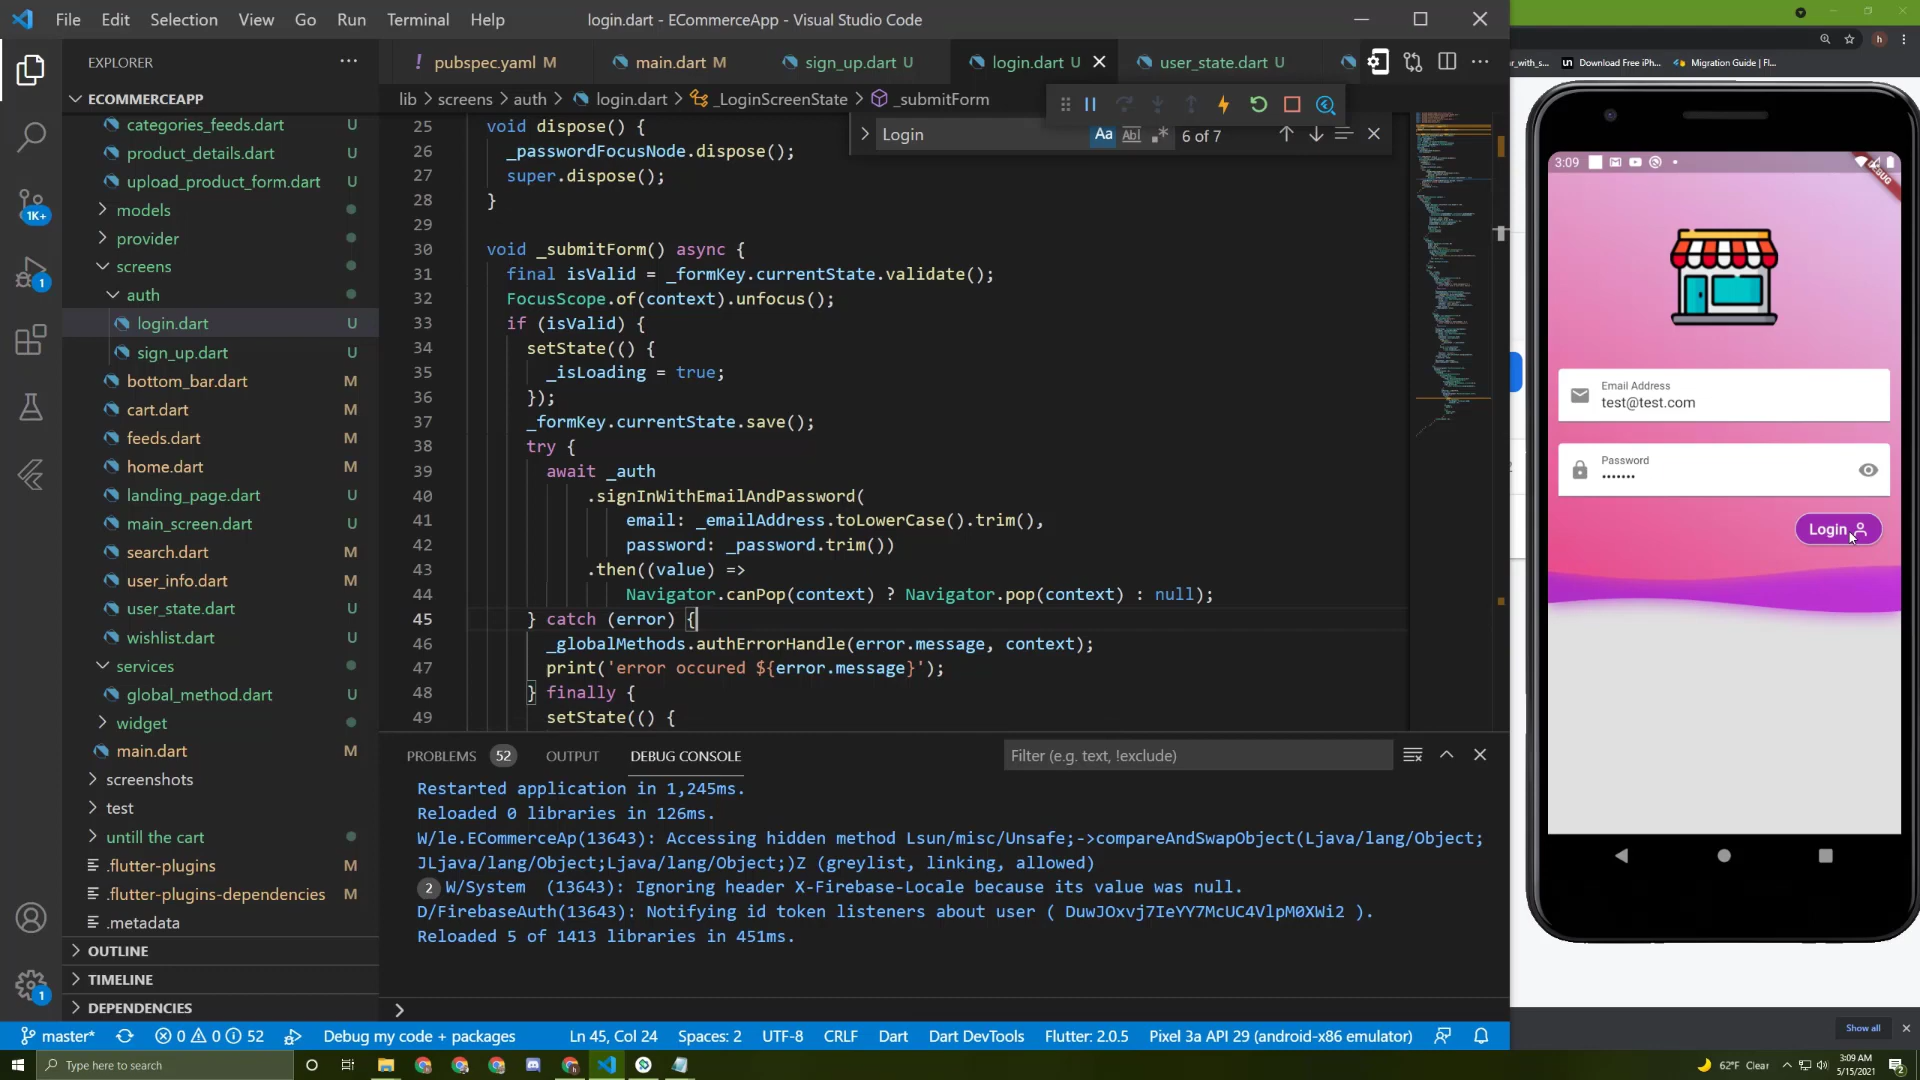 File Edit Selection View Go Run Terminal Help
login.dart - ECommerceApp - Visual Studio Code
EXPLORER
ECOMMERCEAPP
categories_feeds.dart U
product_details.dart U
upload_product_form.dart U
models
provider
screens
auth
login.dart U
sign_up.dart U
bottom_bar.dart M
cart.dart M
feeds.dart M
home.dart M
landing_page.dart U
main_screen.dart U
search.dart M
user_info.dart M
user_state.dart U
wishlist.dart U
services
global_method.dart U
widget
main.dart M
screenshots
test
untill the cart
.flutter-plugins M
.flutter-plugins-dependencies M
.metadata
OUTLINE
TIMELINE
DEPENDENCIES
1K+
1
1
! pubspec.yaml M
main.dart M
sign_up.dart U
login.dart U
user_state.dart U
lib > screens > auth > login.dart > _LoginScreenState > _submitForm
Login Aa Abl 6 of 7
25 void dispose() {
26 _passwordFocusNode.dispose();
27 super.dispose();
28 }
29
30 void _submitForm() async {
31 final isValid = _formKey.currentState.validate();
32 FocusScope.of(context).unfocus();
33 if (isValid) {
34 setState(() {
35 _isLoading = true;
36 });
37 _formKey.currentState.save();
38 try {
39 await _auth
40 .signInWithEmailAndPassword(
41 email: _emailAddress.toLowerCase().trim(),
42 password: _password.trim())
43 .then((value) =>
44 Navigator.canPop(context) ? Navigator.pop(context) : null);
45 } catch (error) {
46 _globalMethods.authErrorHandle(error.message, context);
47 print('error occured ${error.message}');
48 } finally {
49 setState(() {
PROBLEMS 52 OUTPUT DEBUG CONSOLE
Filter (e.g. text, !exclude)
Restarted application in 1,245ms.
Reloaded 0 libraries in 126ms.
W/le.ECommerceAp(13643): Accessing hidden method Lsun/misc/Unsafe;->compareAndSwapObject(Ljava/lang/Object;
JLjava/lang/Object;Ljava/lang/Object;)Z (greylist, linking, allowed)
2 W/System (13643): Ignoring header X-Firebase-Locale because its value was null.
D/FirebaseAuth(13643): Notifying id token listeners about user ( DuwJOxvj7IeYY7McUC4VlpM0XWi2 ).
Reloaded 5 of 1413 libraries in 451ms.
master* 0 0 52 Debug my code + packages Ln 45, Col 24 Spaces: 2 UTF-8 CRLF Dart Dart DevTools Flutter: 2.0.5 Pixel 3a API 29 (android-x86 emulator)
h
Download Free iPh...
Migration Guide | Fl...
3:09
DEBUG
Email Address
test@test.com
Password
•••••••
Login
Show all
Type here to search
62°F Clear
3:09 AM
5/15/2021
2